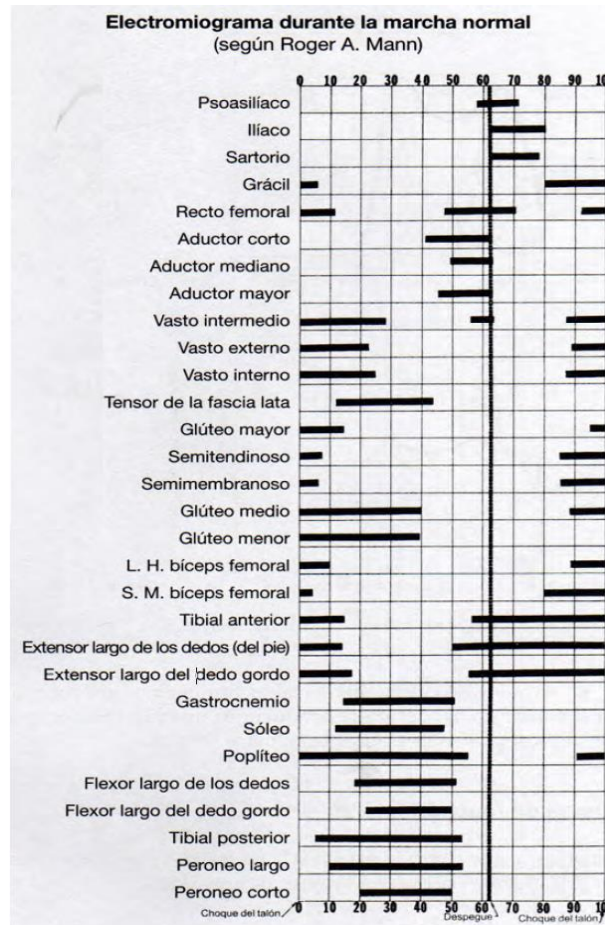 Electromiograma durante la marcha normal
(según Roger A. Mann)
0 10 20 30 40 50 60 70 80 90 100
Psoasilíaco
Ilíaco
Sartorio
Grácil
Recto femoral
Aductor corto
Aductor mediano
Aductor mayor
Vasto intermedio
Vasto externo
Vasto interno
Tensor de la fascia lata
Glúteo mayor
Semitendinoso
Semimembranoso
Glúteo medio
Glúteo menor
L. H. bíceps femoral
S. M. bíceps femoral
Tibial anterior
Extensor largo de los dedos (del pie)
Extensor largo del dedo gordo
Gastrocnemio
Sóleo
Poplíteo
Flexor largo de los dedos
Flexor largo del dedo gordo
Tibial posterior
Peroneo largo
Peroneo corto
0 10 20 30 40 50 60 70 80 90 100
Choque del talón Despegue Choque del talón